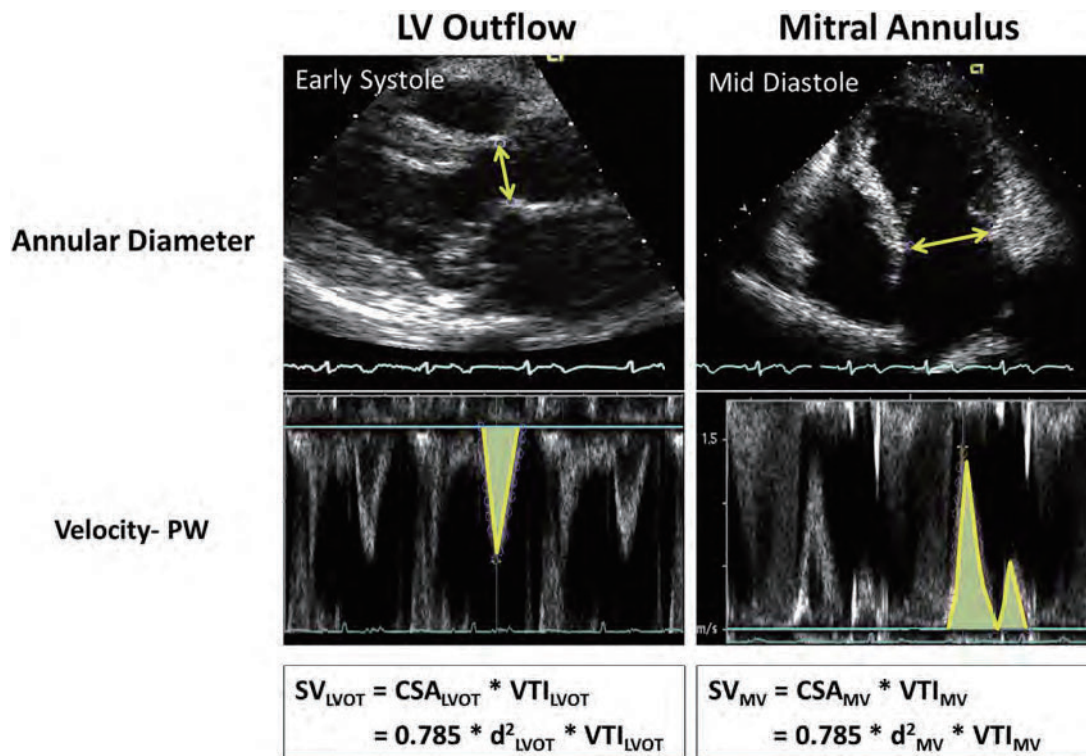 LV Outflow
Mitral Annulus
Early Systole
Mid Diastole
Annular Diameter
Velocity- PW
1.5
m/s
SV_LVOT = CSA_LVOT * VTI_LVOT
= 0.785 * d²_LVOT * VTI_LVOT
SV_MV = CSA_MV * VTI_MV
= 0.785 * d²_MV * VTI_MV